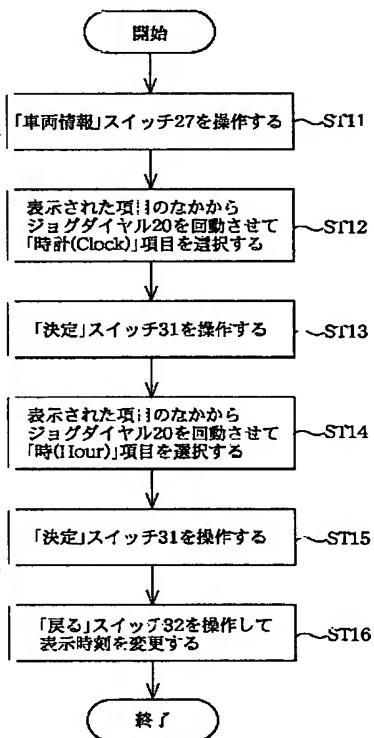 開始
「車両情報」スイッチ27を操作する
ST11
表示された項目のなかから
ジョグダイヤル20を回動させて
「時計(Clock)」項目を選択する
ST12
「決定」スイッチ31を操作する
ST13
表示された項目のなかから
ジョグダイヤル20を回動させて
「時(Hour)」項目を選択する
ST14
「決定」スイッチ31を操作する
ST15
「戻る」スイッチ32を操作して
表示時刻を変更する
ST16
終了